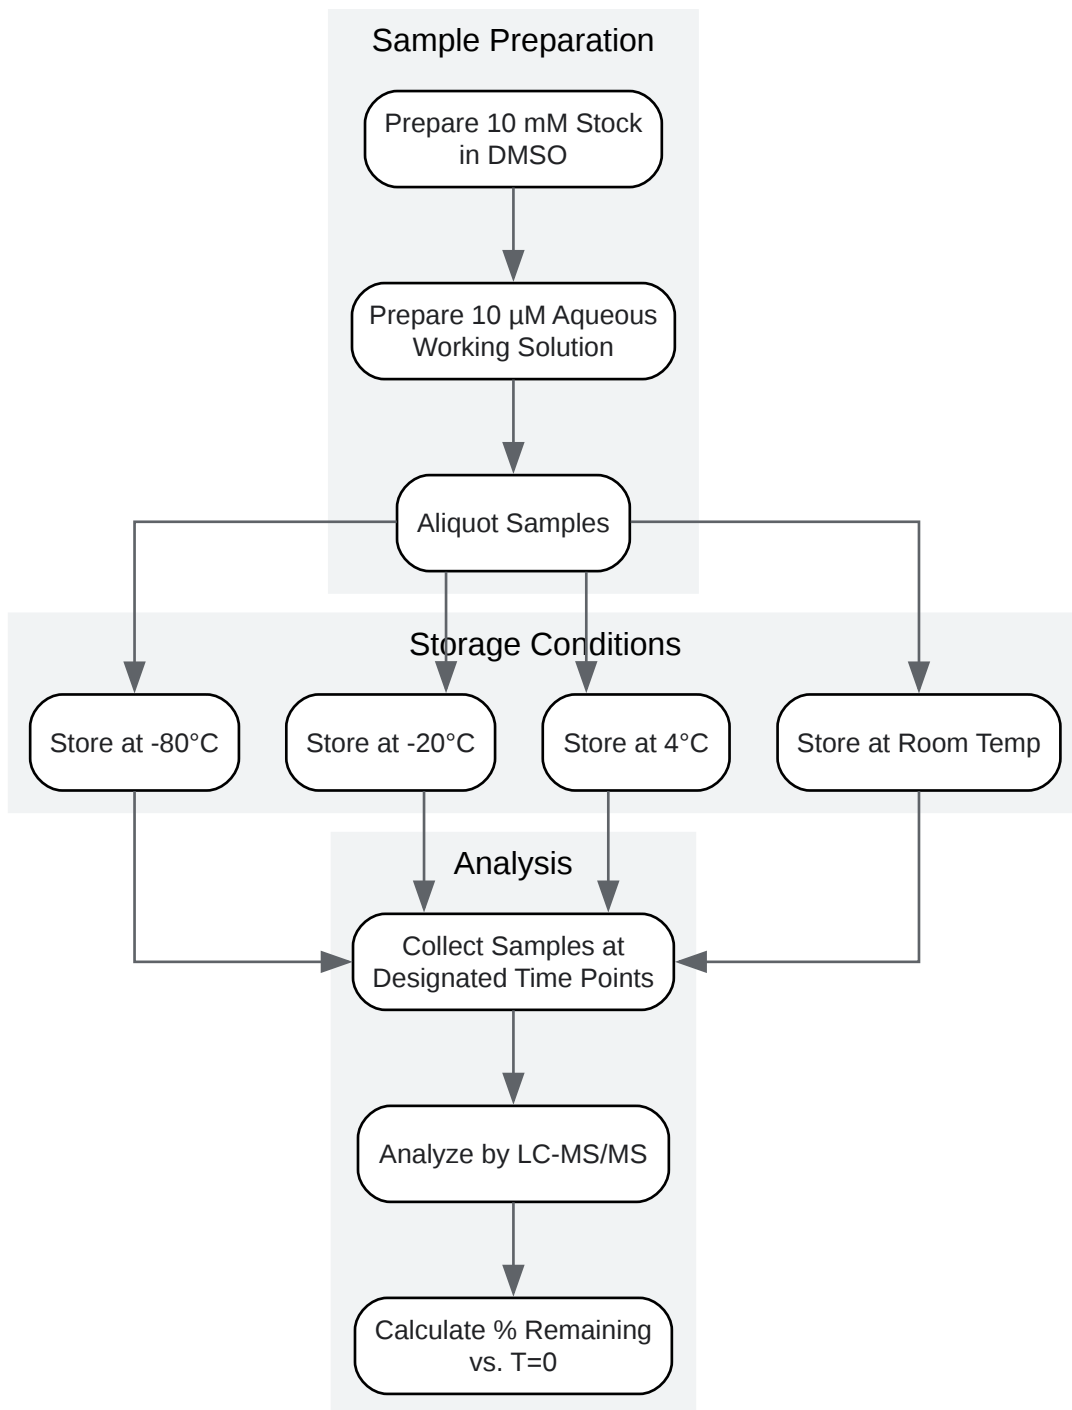 Sample Preparation
Prepare 10 mM Stock
in DMSO
Prepare 10 µM Aqueous
Working Solution
Aliquot Samples
Storage Conditions
Store at -80°C
Store at -20°C
Store at 4°C
Store at Room Temp
Analysis
Collect Samples at
Designated Time Points
Analyze by LC-MS/MS
Calculate % Remaining
vs. T=0